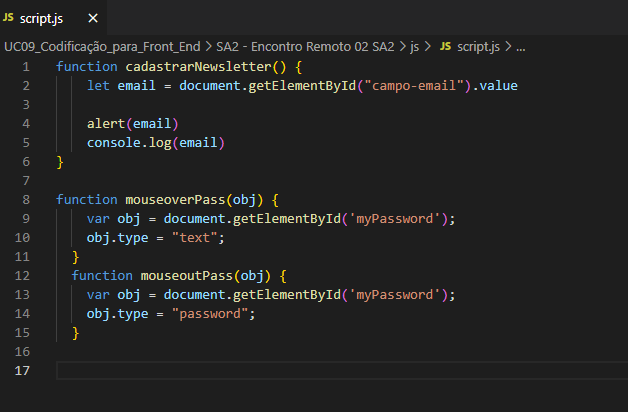 JS script.js ×
UC09_Codificação_para_Front_End > SA2 - Encontro Remoto 02 SA2 > js > JS script.js > ...
1 function cadastrarNewsletter() {
2 let email = document.getElementById("campo-email").value
3
4 alert(email)
5 console.log(email)
6 }
7
8 function mouseoverPass(obj) {
9 var obj = document.getElementById('myPassword');
10 obj.type = "text";
11 }
12 function mouseoutPass(obj) {
13 var obj = document.getElementById('myPassword');
14 obj.type = "password";
15 }
16
17